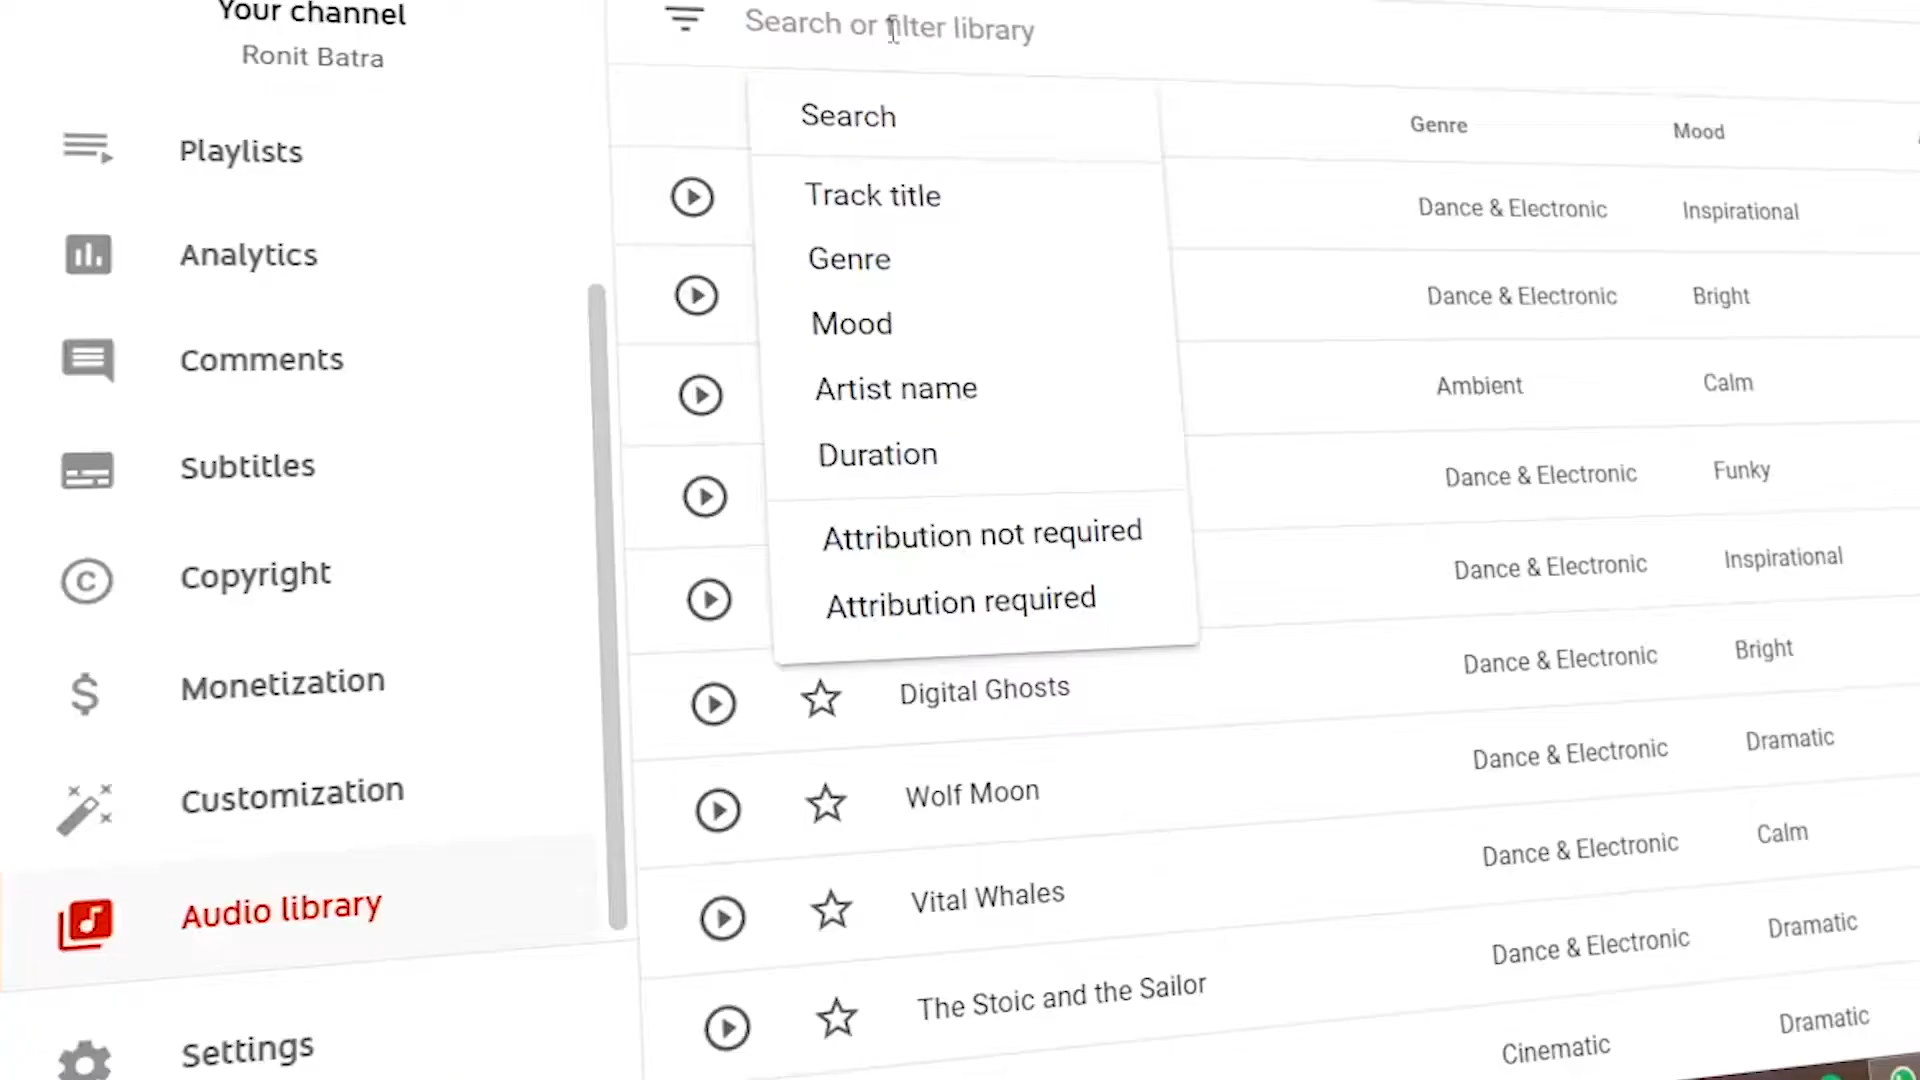 Your channel
Ronit Batra
Playlists
Analytics
Comments
Subtitles
Copyright
Monetization
Customization
Audio library
Settings
Search or filter library
Search
Track title
Genre
Mood
Artist name
Duration
Attribution not required
Attribution required
Genre Mood
Dance & Electronic Inspirational
Dance & Electronic Bright
Ambient Calm
Dance & Electronic Funky
Dance & Electronic Inspirational
Digital Ghosts Dance & Electronic Bright
Wolf Moon Dance & Electronic Dramatic
Vital Whales Dance & Electronic Calm
The Stoic and the Sailor Dance & Electronic Dramatic
Cinematic Dramatic